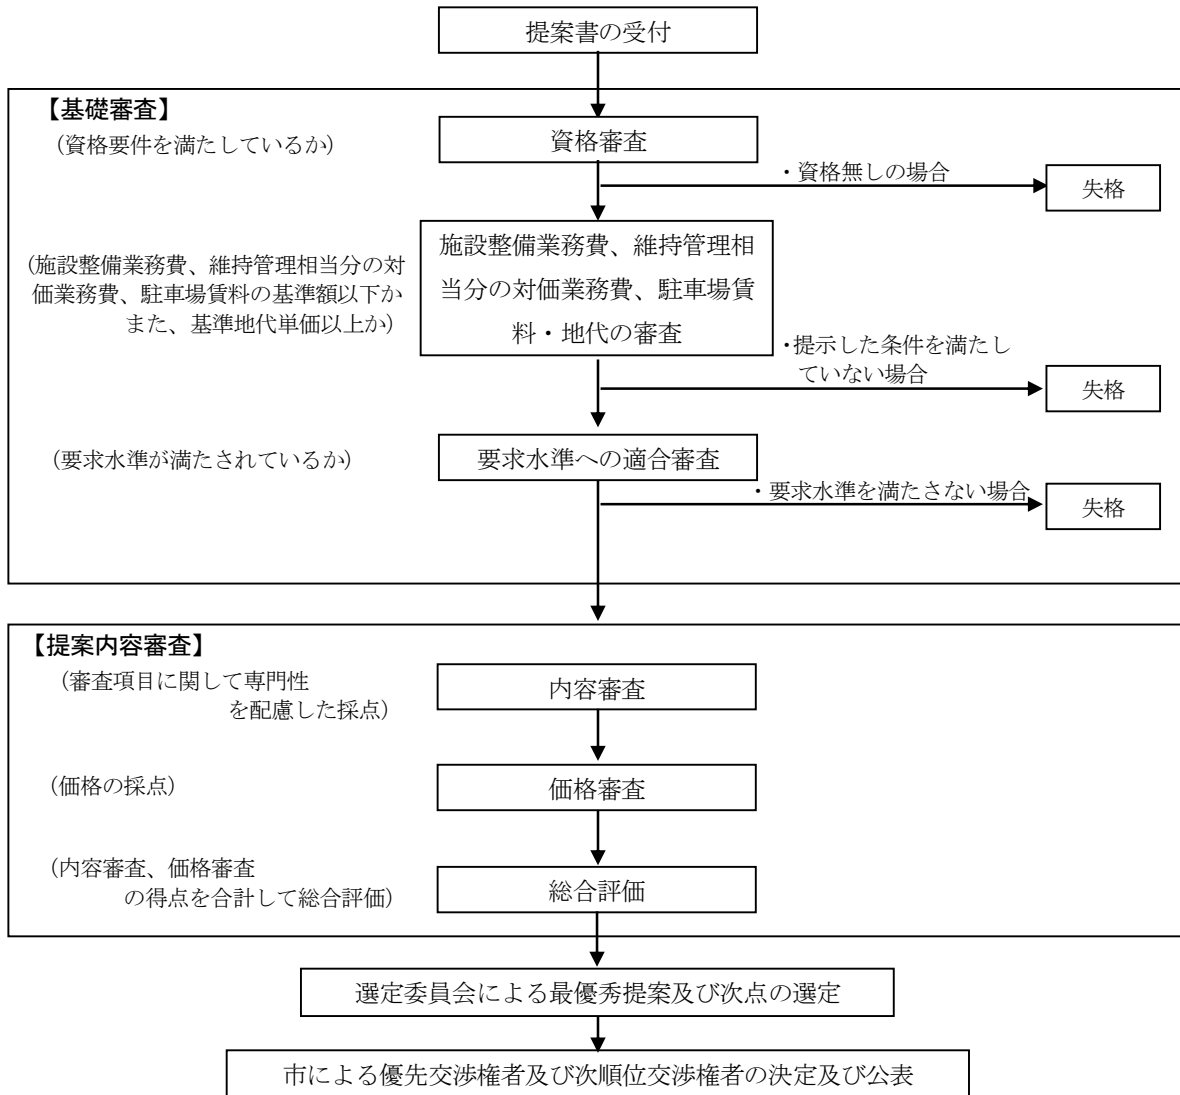 提案書の受付
【基礎審査】
(資格要件を満たしているか)
資格審査
・資格無しの場合
失格
(施設整備業務費、維持管理相当分の対
価業務費、駐車場賃料の基準額以下か
また、基準地代単価以上か)
施設整備業務費、維持管理相
当分の対価業務費、駐車場賃
料・地代の審査
・提示した条件を満たし
ていない場合
失格
(要求水準が満たされているか)
要求水準への適合審査
・要求水準を満たさない場合
失格
【提案内容審査】
(審査項目に関して専門性
を配慮した採点)
内容審査
(価格の採点)
価格審査
(内容審査、価格審査
の得点を合計して総合評価)
総合評価
選定委員会による最優秀提案及び次点の選定
市による優先交渉権者及び次順位交渉権者の決定及び公表